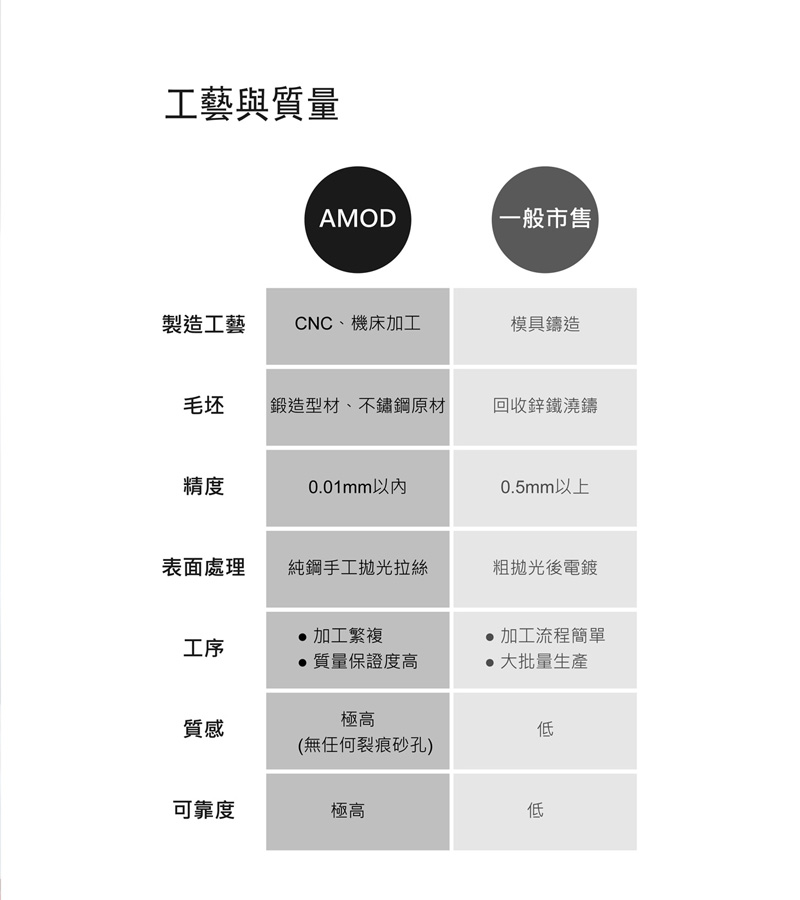 工藝與質量
AMOD
一般市售
製造工藝
CNC、機床加工
模具鑄造
毛坯
鍛造型材、不鏽鋼原材
回收鋅鐵澆鑄
精度
0.01mm以內
0.5mm以上
表面處理
純鋼手工拋光拉絲
粗拋光後電鍍
工序
● 加工繁複
● 質量保證度高
● 加工流程簡單
● 大批量生產
質感
極高
(無任何裂痕砂孔)
低
可靠度
極高
低